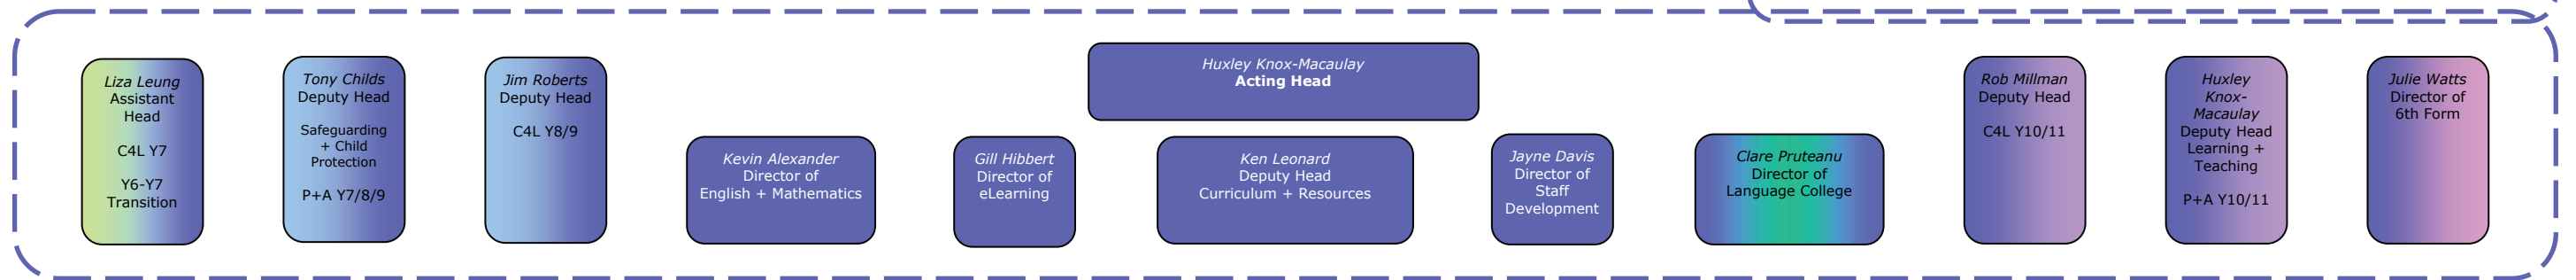 Liza Leung
Assistant
Head
C4L Y7
Y6-Y7
Transition
Tony Childs
Deputy Head
Safeguarding
+ Child
Protection
P+A Y7/8/9
Jim Roberts
Deputy Head
C4L Y8/9
Huxley Knox-Macaulay
Acting Head
Kevin Alexander
Director of
English + Mathematics
Gill Hibbert
Director of
eLearning
Ken Leonard
Deputy Head
Curriculum + Resources
Jayne Davis
Director of
Staff
Development
Clare Pruteanu
Director of
Language College
Rob Millman
Deputy Head
C4L Y10/11
Huxley
Knox-
Macaulay
Deputy Head
Learning +
Teaching
P+A Y10/11
Julie Watts
Director of
6th Form